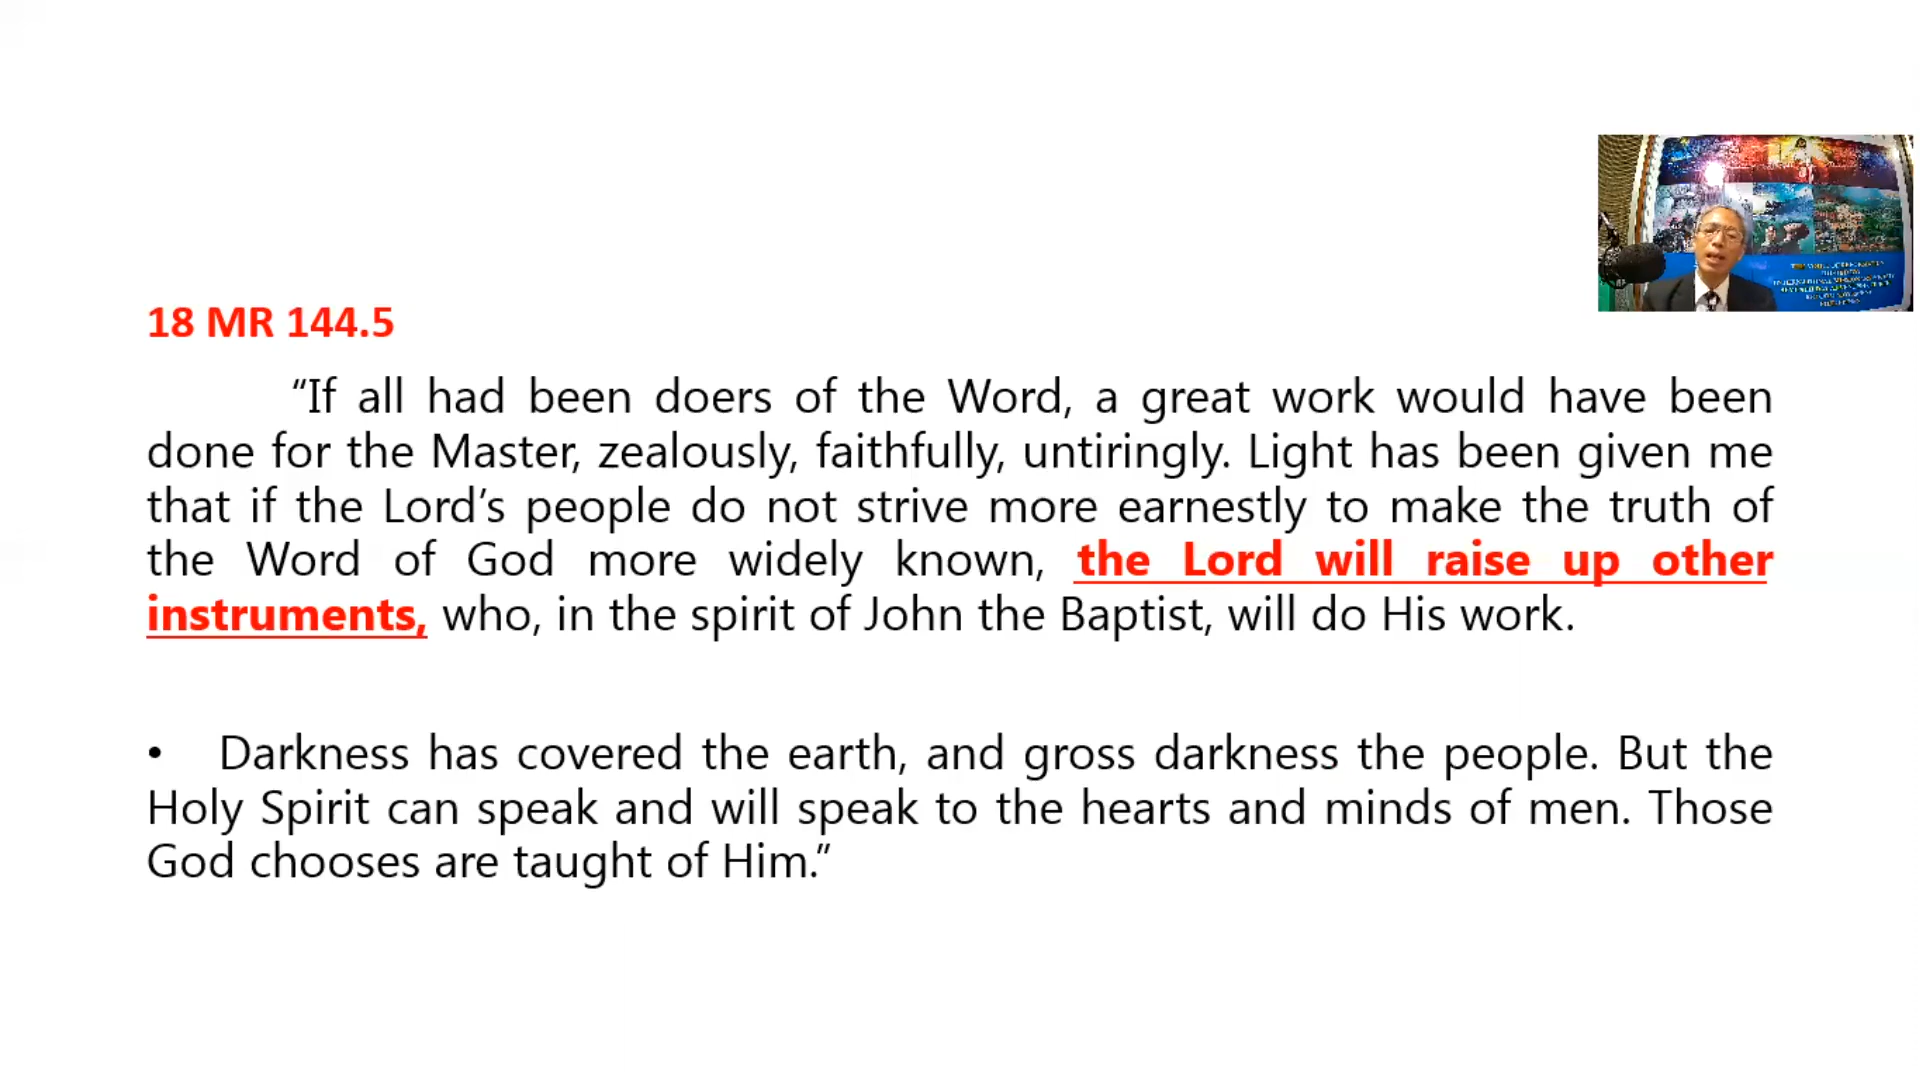 18 MR 144.5
“If all had been doers of the Word, a great work would have been
done for the Master, zealously, faithfully, untiringly. Light has been given me
that if the Lord’s people do not strive more earnestly to make the truth of
the Word of God more widely known, the Lord will raise up other
instruments, who, in the spirit of John the Baptist, will do His work.
• Darkness has covered the earth, and gross darkness the people. But the
Holy Spirit can speak and will speak to the hearts and minds of men. Those
God chooses are taught of Him.”